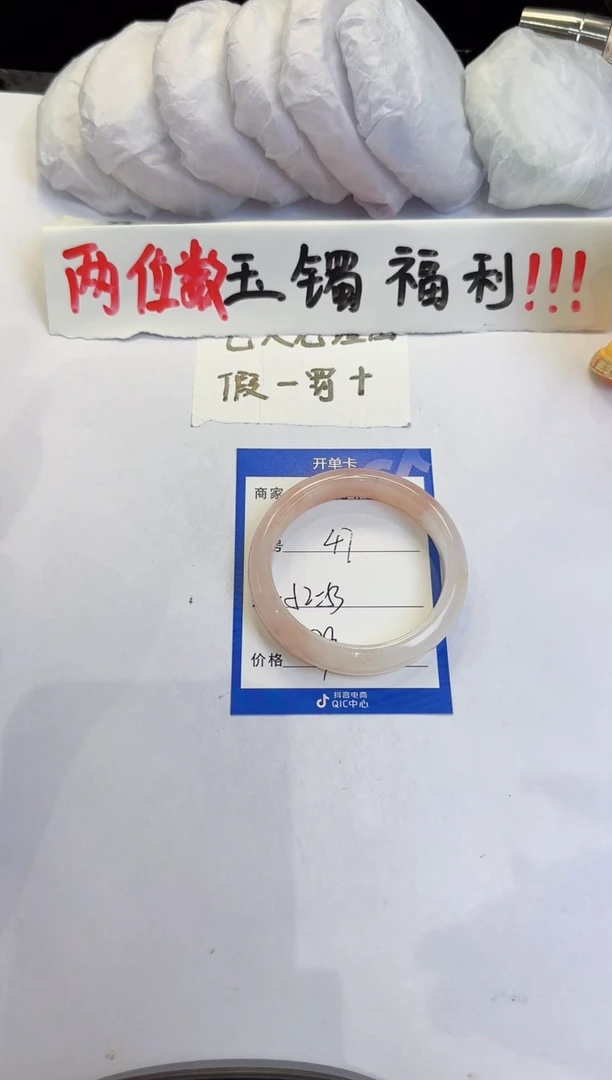 两位数玉镯福利!!!
假一罚十
开单卡
商家
47
价格
抖音电商
QIC中心